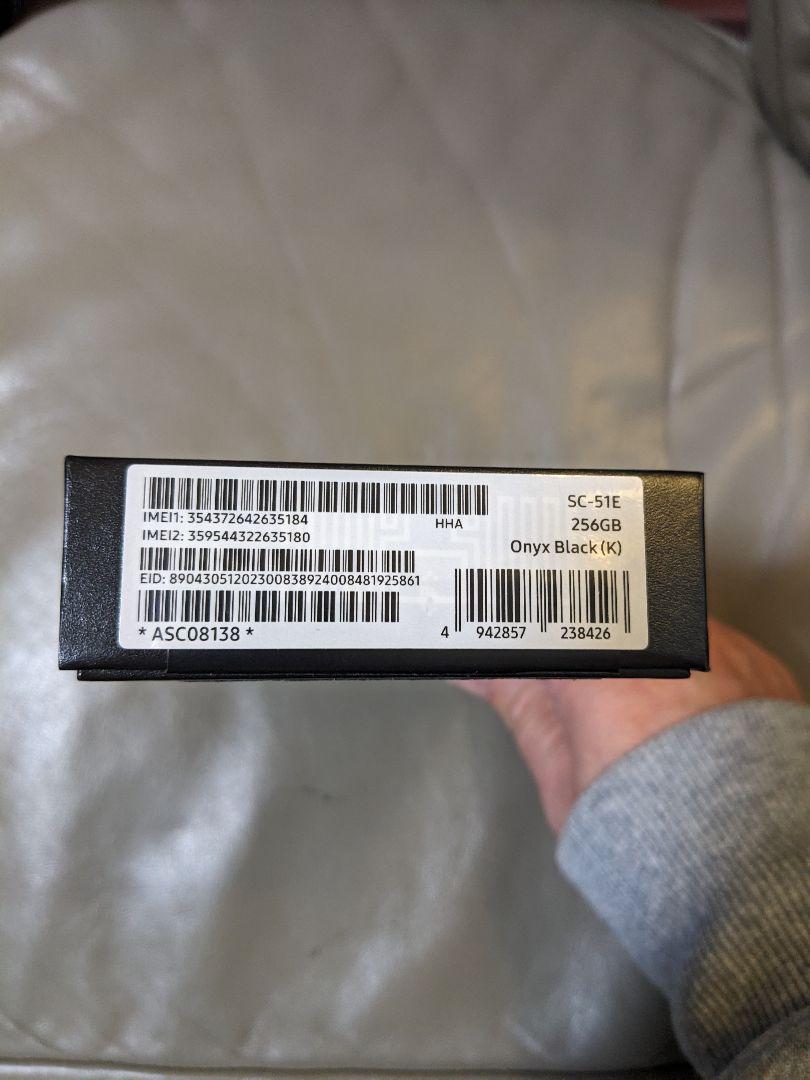 IMEI1: 354372642635184
HHA
IMEI2: 359544322635180
EID: 89043051202300838924008481925861
* ASC08138 *
SC-51E
256GB
Onyx Black(K)
4 942857 238426